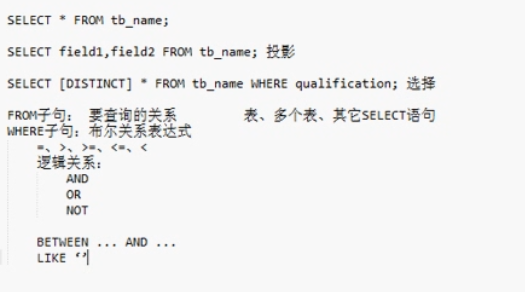 SELECT * FROM tb_name;
SELECT field1,field2 FROM tb_name; 投影
SELECT [DISTINCT] * FROM tb_name WHERE qualification; 选择
FROM子句: 要查询的关系 表、多个表、其它SELECT语句
WHERE子句:布尔关系表达式
=、>、>=、<=、<
逻辑关系:
AND
OR
NOT
BETWEEN ... AND ...
LIKE ‘’